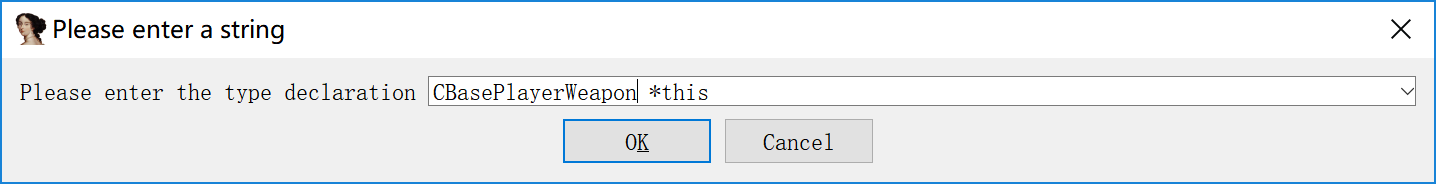 Please enter a string
Please enter the type declaration CBasePlayerWeapon *this
OK Cancel